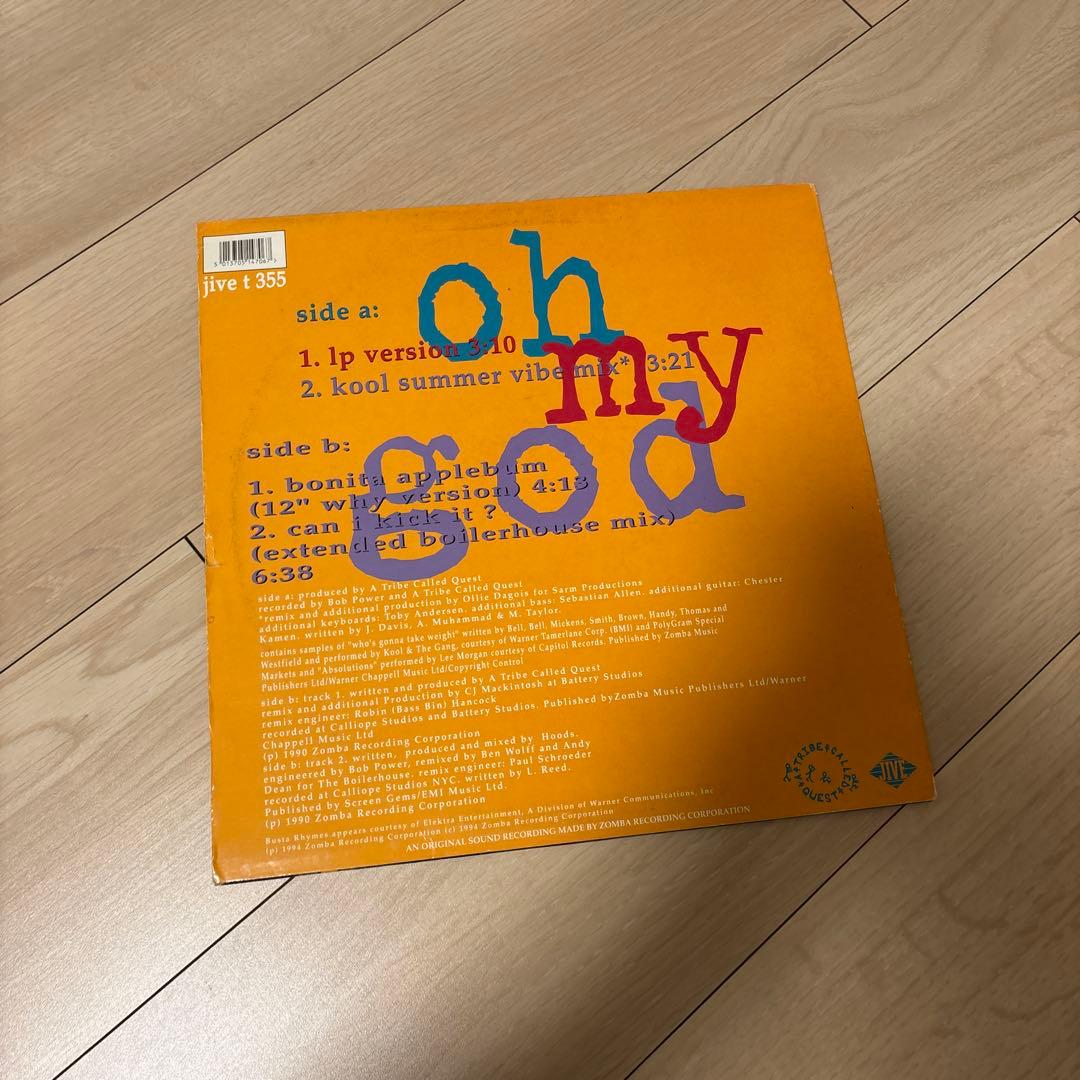 5 013705 147067 >
jive t 355
oh
my
god
side a:
1. lp version 3:10
2. kool summer vibe mix* 3:21
side b:
1. bonita applebum
(12" why version) 4:13
2. can i kick it ?
(extended boilerhouse mix)
6:38
side a: produced by A Tribe Called Quest
recorded by Bob Power and A Tribe Called Quest
*remix and additional production by Ollie Dagois for Sarm Productions
additional keyboards: Toby Andersen. additional bass: Sebastian Allen. additional guitar: Chester
Kamen. written by J. Davis, A. Muhammad & M. Taylor.
contains samples of "who's gonna take weight" written by Bell, Bell, Mickens, Smith, Brown, Handy, Thomas and
Westfield and performed by Kool & The Gang, courtesy of Warner Tamerlane Corp. (BMI) and PolyGram Special
Markets and "Absolutions" performed by Lee Morgan courtesy of Capitol Records. Published by Zomba Music
Publishers Ltd/Warner Chappell Music Ltd/Copyright Control
side b: track 1. written and produced by A Tribe Called Quest
remix and additional Production by CJ Mackintosh at Battery Studios
remix engineer: Robin (Bass Bin) Hancock
recorded at Calliope Studios and Battery Studios. Published byZomba Music Publishers Ltd/Warner
Chappell Music Ltd
(p) 1990 Zomba Recording Corporation
side b: track 2. written, produced and mixed by Hoods.
engineered by Bob Power, remixed by Ben Wolff and Andy
Dean for The Boilerhouse. remix engineer: Paul Schroeder
recorded at Calliope Studios NYC. written by L. Reed.
Published by Screen Gems/EMI Music Ltd.
(p) 1990 Zomba Recording Corporation
Busta Rhymes appears courtesy of Elektra Entertainment, A Division of Warner Communications, Inc
(p) 1994 Zomba Recording Corporation (c) 1994 Zomba Recording Corporation
AN ORIGINAL SOUND RECORDING MADE BY ZOMBA RECORDING CORPORATION
A TRIBE CALLED QUEST
JIVE